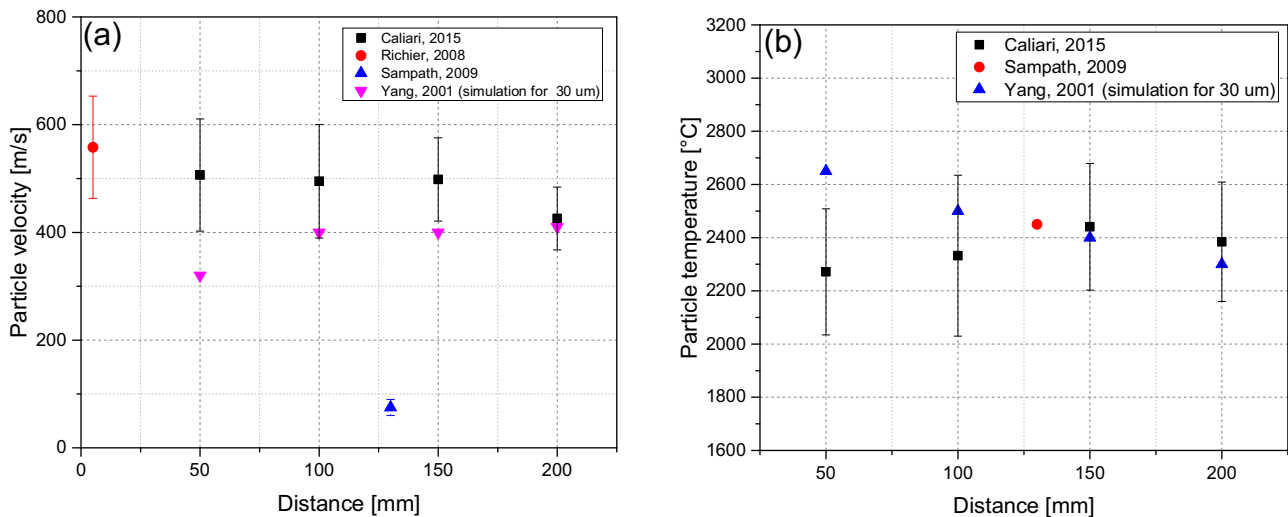 (a)
Caliari, 2015
Richier, 2008
Sampath, 2009
Yang, 2001 (simulation for 30 um)
Particle velocity [m/s]
800
600
400
200
0
0 50 100 150 200
Distance [mm]
(b)
Caliari, 2015
Sampath, 2009
Yang, 2001 (simulation for 30 um)
Particle temperature [°C]
3200
3000
2800
2600
2400
2200
2000
1800
1600
50 100 150 200
Distance [mm]